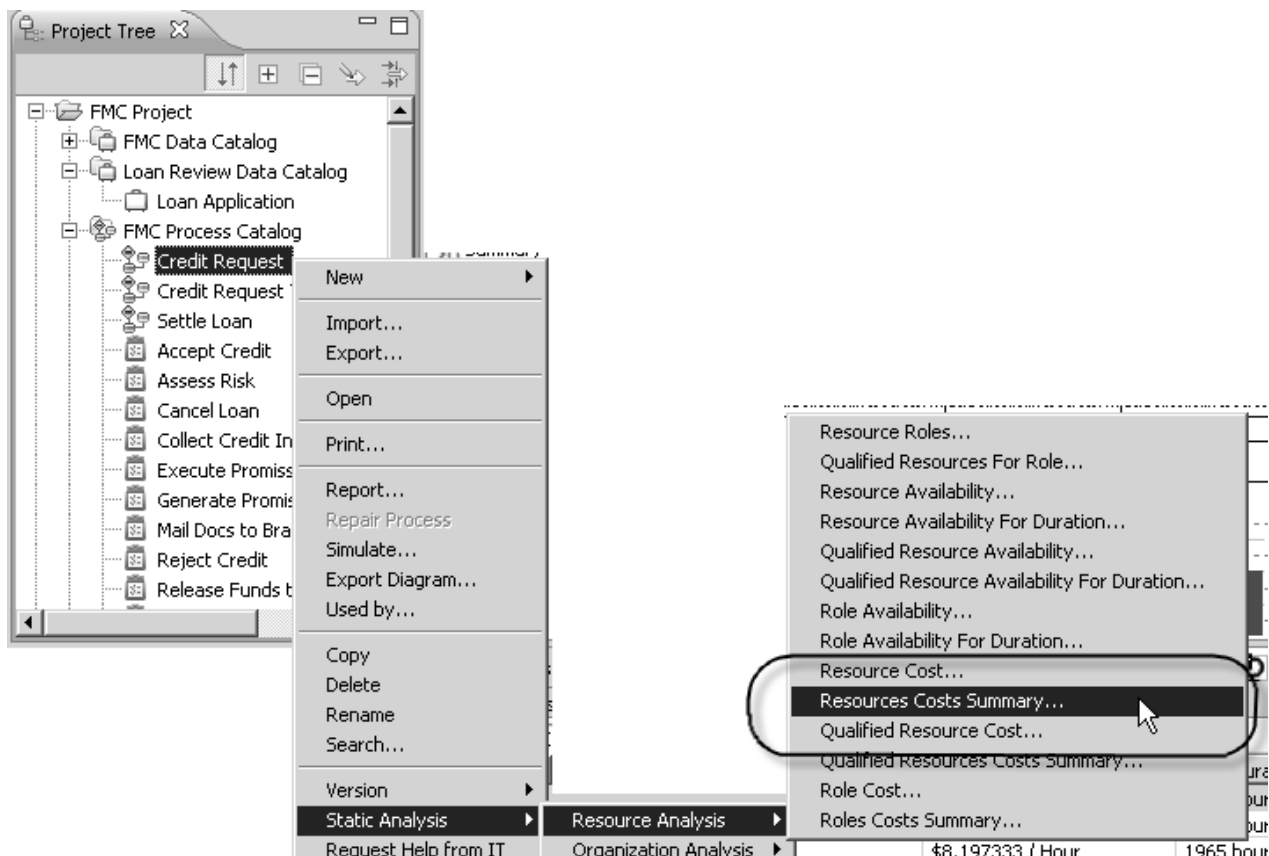 Project Tree
FMC Project
FMC Data Catalog
Loan Review Data Catalog
Loan Application
FMC Process Catalog
Credit Request
Credit Request
Settle Loan
Accept Credit
Assess Risk
Cancel Loan
Collect Credit In
Execute Promiss
Generate Promis
Mail Docs to Bra
Reject Credit
Release Funds t
Summary
New
Import...
Export...
Open
Print...
Report...
Repair Process
Simulate...
Export Diagram...
Used by...
Copy
Delete
Rename
Search...
Version
Static Analysis
Request Help from IT
Resource Analysis
Organization Analysis
Resource Roles...
Qualified Resources For Role...
Resource Availability...
Resource Availability For Duration...
Qualified Resource Availability...
Qualified Resource Availability For Duration...
Role Availability...
Role Availability For Duration...
Resource Cost...
Resources Costs Summary...
Qualified Resource Cost...
Qualified Resources Costs Summary...
Role Cost...
Roles Costs Summary...
$8.197333 / Hour
1965 hour